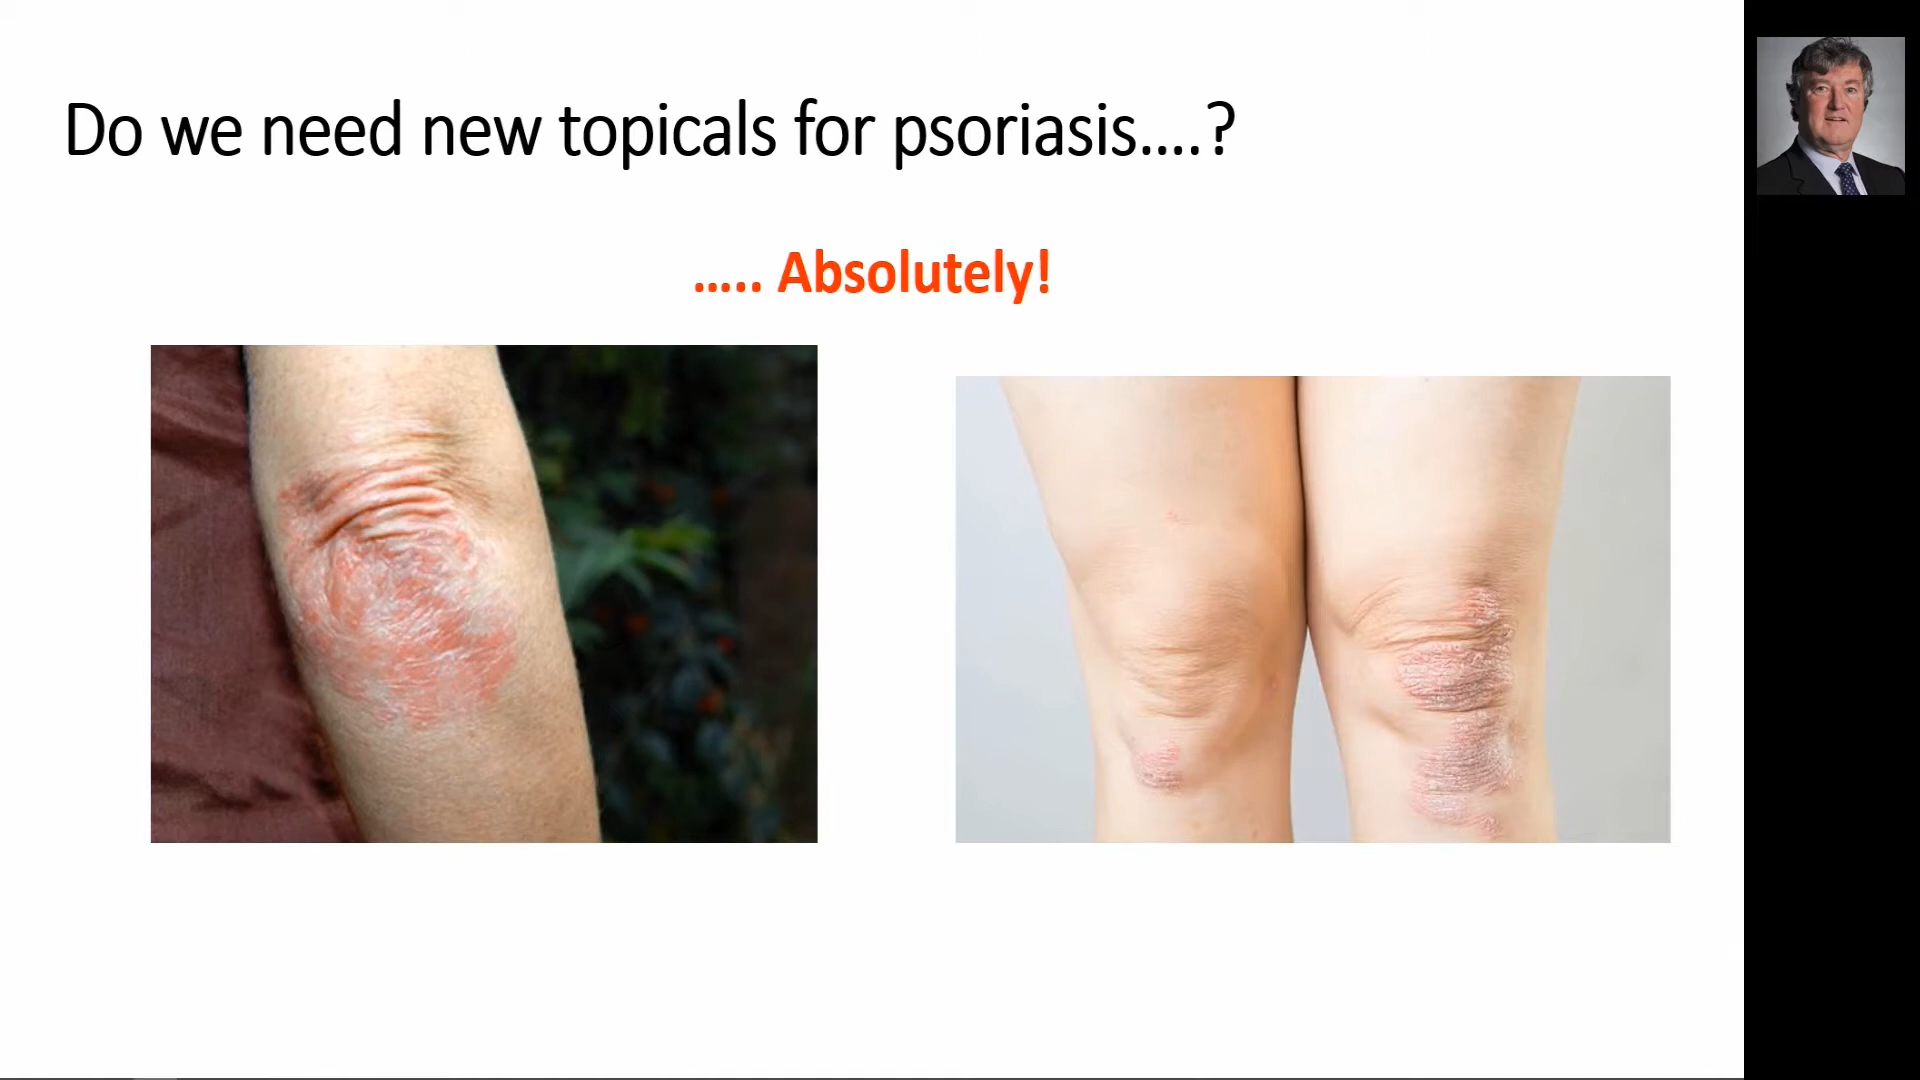 Do we need new topicals for psoriasis....?
..... Absolutely!